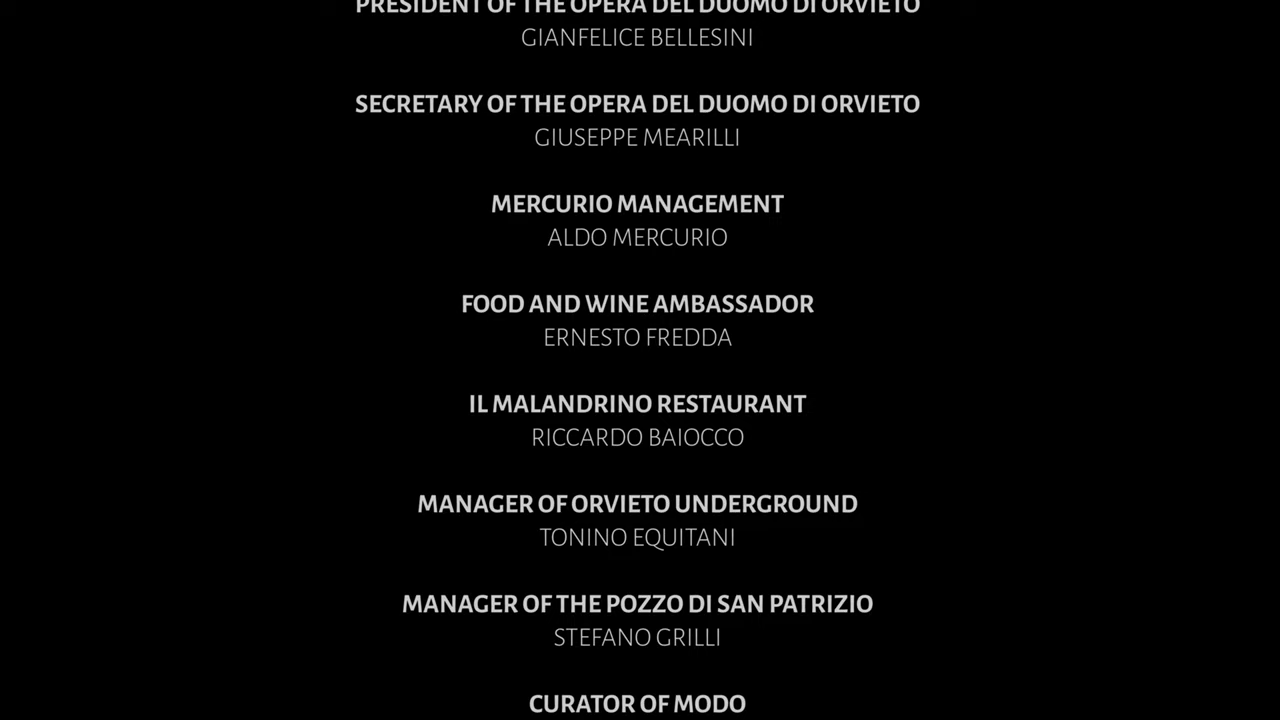 PRESIDENT OF THE OPERA DEL DUOMO DI ORVIETO
GIANFELICE BELLESINI
SECRETARY OF THE OPERA DEL DUOMO DI ORVIETO
GIUSEPPE MEARILLI
MERCURIO MANAGEMENT
ALDO MERCURIO
FOOD AND WINE AMBASSADOR
ERNESTO FREDDA
IL MALANDRINO RESTAURANT
RICCARDO BAIOCCO
MANAGER OF ORVIETO UNDERGROUND
TONINO EQUITANI
MANAGER OF THE POZZO DI SAN PATRIZIO
STEFANO GRILLI
CURATOR OF MODO